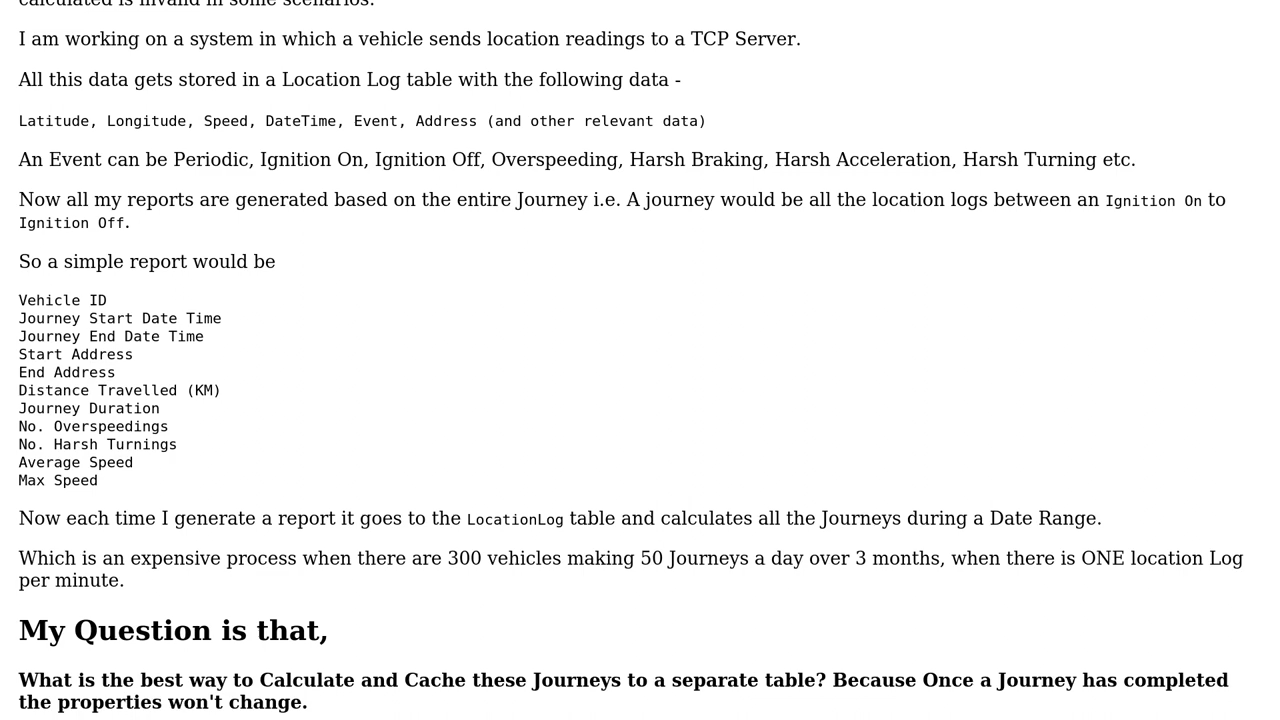 calculated is invalid in some scenarios.
I am working on a system in which a vehicle sends location readings to a TCP Server.
All this data gets stored in a Location Log table with the following data -
Latitude, Longitude, Speed, DateTime, Event, Address (and other relevant data)
An Event can be Periodic, Ignition On, Ignition Off, Overspeeding, Harsh Braking, Harsh Acceleration, Harsh Turning etc.
Now all my reports are generated based on the entire Journey i.e. A journey would be all the location logs between an Ignition On to
Ignition Off.
So a simple report would be
Vehicle ID
Journey Start Date Time
Journey End Date Time
Start Address
End Address
Distance Travelled (KM)
Journey Duration
No. Overspeedings
No. Harsh Turnings
Average Speed
Max Speed
Now each time I generate a report it goes to the LocationLog table and calculates all the Journeys during a Date Range.
Which is an expensive process when there are 300 vehicles making 50 Journeys a day over 3 months, when there is ONE location Log
per minute.
My Question is that,
What is the best way to Calculate and Cache these Journeys to a separate table? Because Once a Journey has completed
the properties won't change.